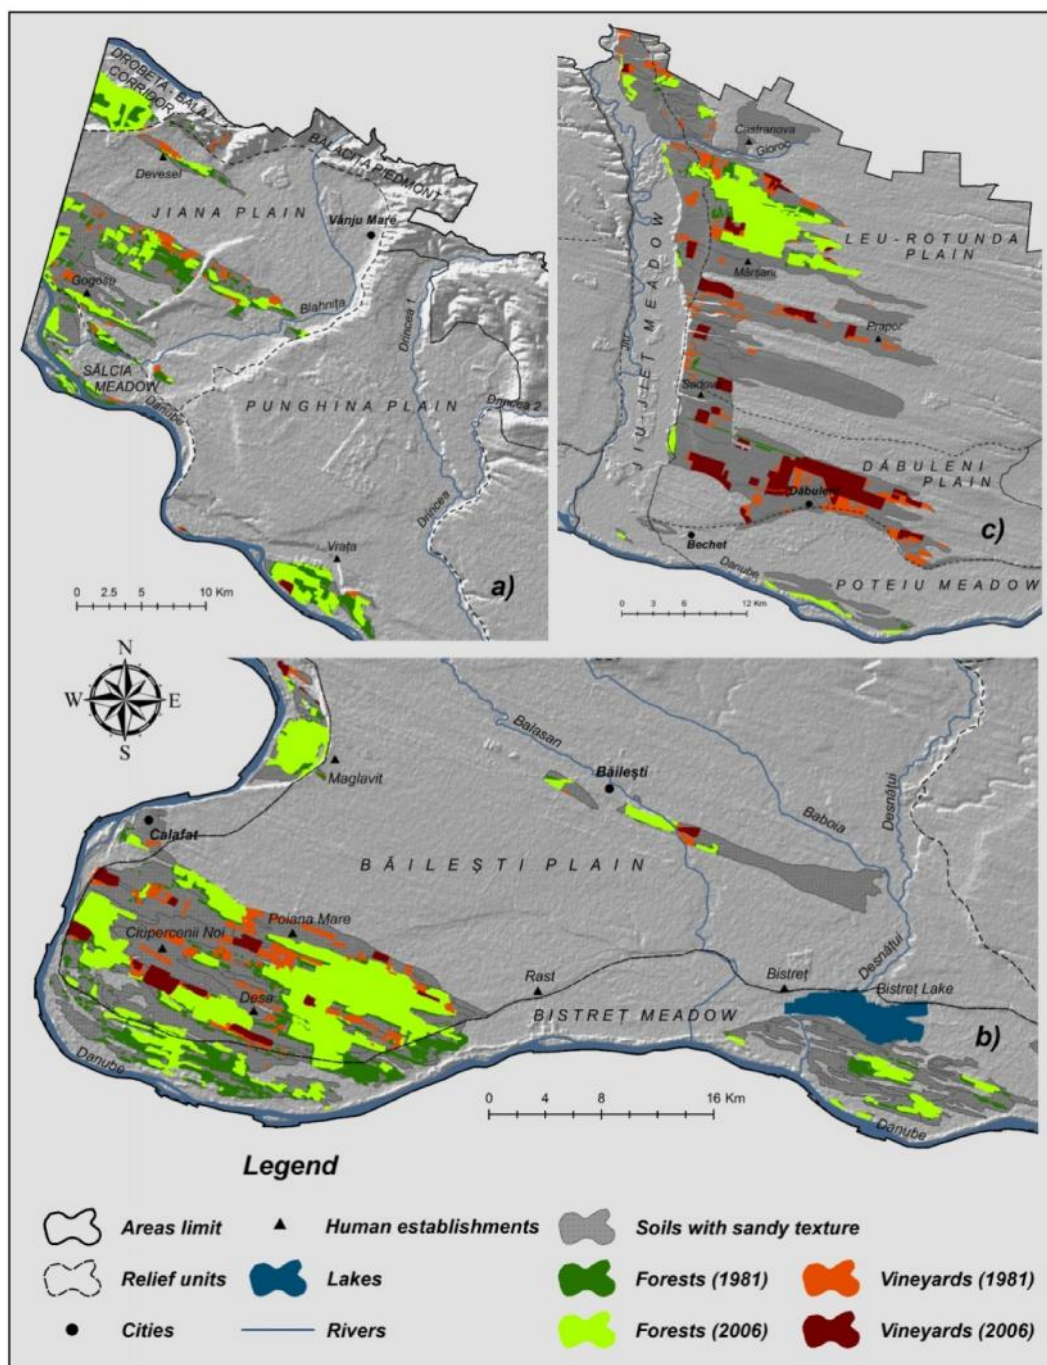 DROBETA - BALA
CORRIDOR
BALACIȚA PIEDMONT
Devesel
JIANA PLAIN
Vânju Mare
Gogoșu
Blahnița
Drincea 1
SĂLCIA
MEADOW
Danube
PUNGHINA PLAIN
Drincea 2
Drincea
Vrața
a)
0 2.5 5 10 Km
Castranova
Gioroc
JIU-JIEȚ MEADOW
LEU-ROTUNDA
PLAIN
Mârșani
Prapor
Jiu
Sadova
DĂBULENI
PLAIN
Dăbuleni
c)
Bechet
Danube
POTELU MEADOW
0 3 6 12 Km
N
W E
S
Balasan
Maglavit
Băilești
Desnățui
Calafat
Baboia
BĂILEȘTI PLAIN
Poiana Mare
Ciupercenii Noi
Desnățui
Rast
Bistreț
Bistreț Lake
Desa
BISTREȚ MEADOW
b)
Danube
0 4 8 16 Km
Danube
Legend
Areas limit
Human establishments
Soils with sandy texture
Relief units
Lakes
Forests (1981)
Vineyards (1981)
Cities
Rivers
Forests (2006)
Vineyards (2006)